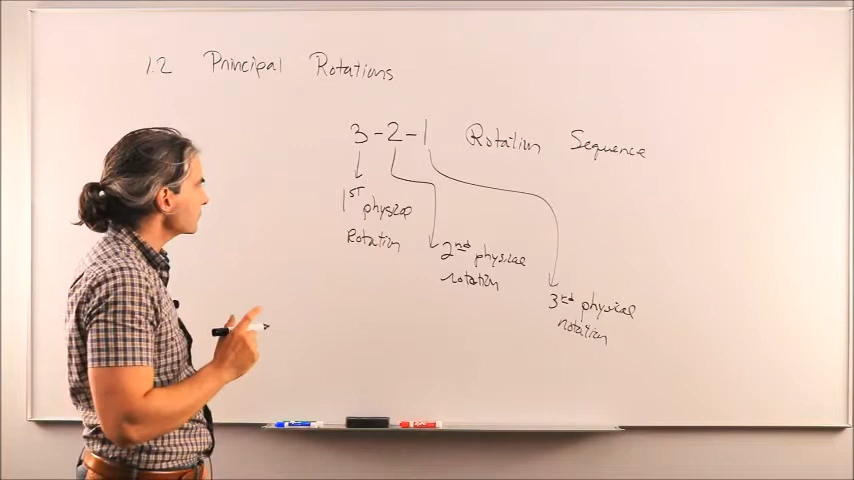 1.2 Principal Rotations
3-2-1 Rotation Sequence
1ST physical
Rotation
2nd physical
rotation
3rd physical
rotation